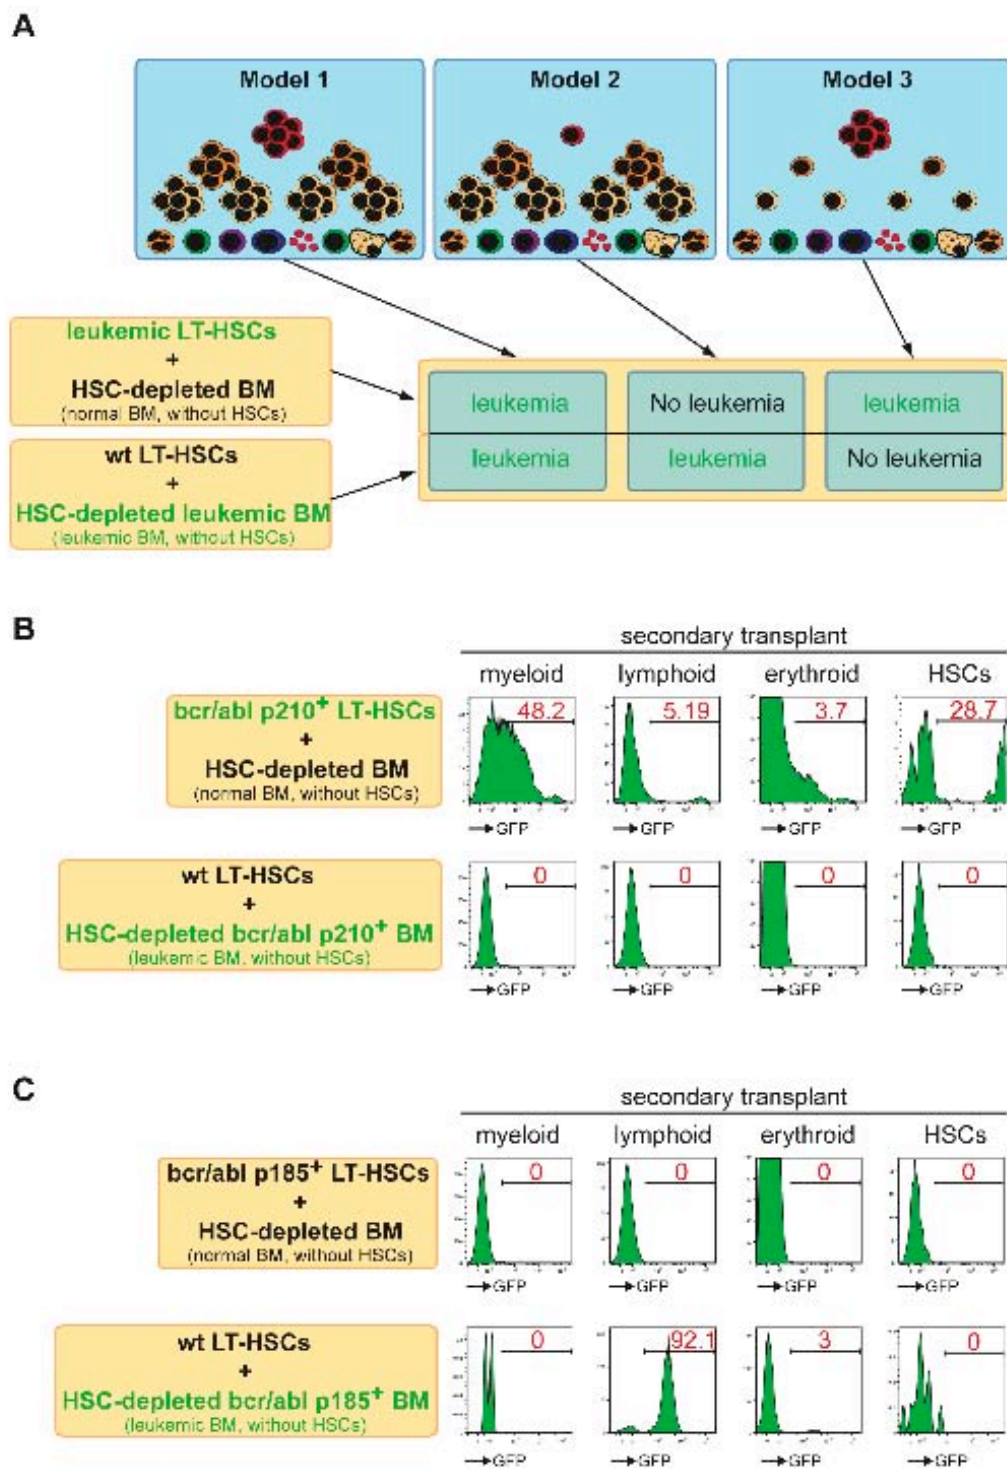 A
Model 1
Model 2
Model 3
leukemic LT-HSCs
+
HSC-depleted BM
(normal BM, without HSCs)
wt LT-HSCs
+
HSC-depleted leukemic BM
(leukemic BM, without HSCs)
leukemia
No leukemia
leukemia
leukemia
leukemia
No leukemia
B
secondary transplant
myeloid
lymphoid
erythroid
HSCs
bcr/abl p210+ LT-HSCs
+
HSC-depleted BM
(normal BM, without HSCs)
48.2
5.19
3.7
28.7
GFP
GFP
GFP
GFP
wt LT-HSCs
+
HSC-depleted bcr/abl p210+ BM
(leukemic BM, without HSCs)
0
0
0
0
GFP
GFP
GFP
GFP
C
secondary transplant
myeloid
lymphoid
erythroid
HSCs
bcr/abl p185+ LT-HSCs
+
HSC-depleted BM
(normal BM, without HSCs)
0
0
0
0
GFP
GFP
GFP
GFP
wt LT-HSCs
+
HSC-depleted bcr/abl p185+ BM
(leukemic BM, without HSCs)
0
92.1
3
0
GFP
GFP
GFP
GFP